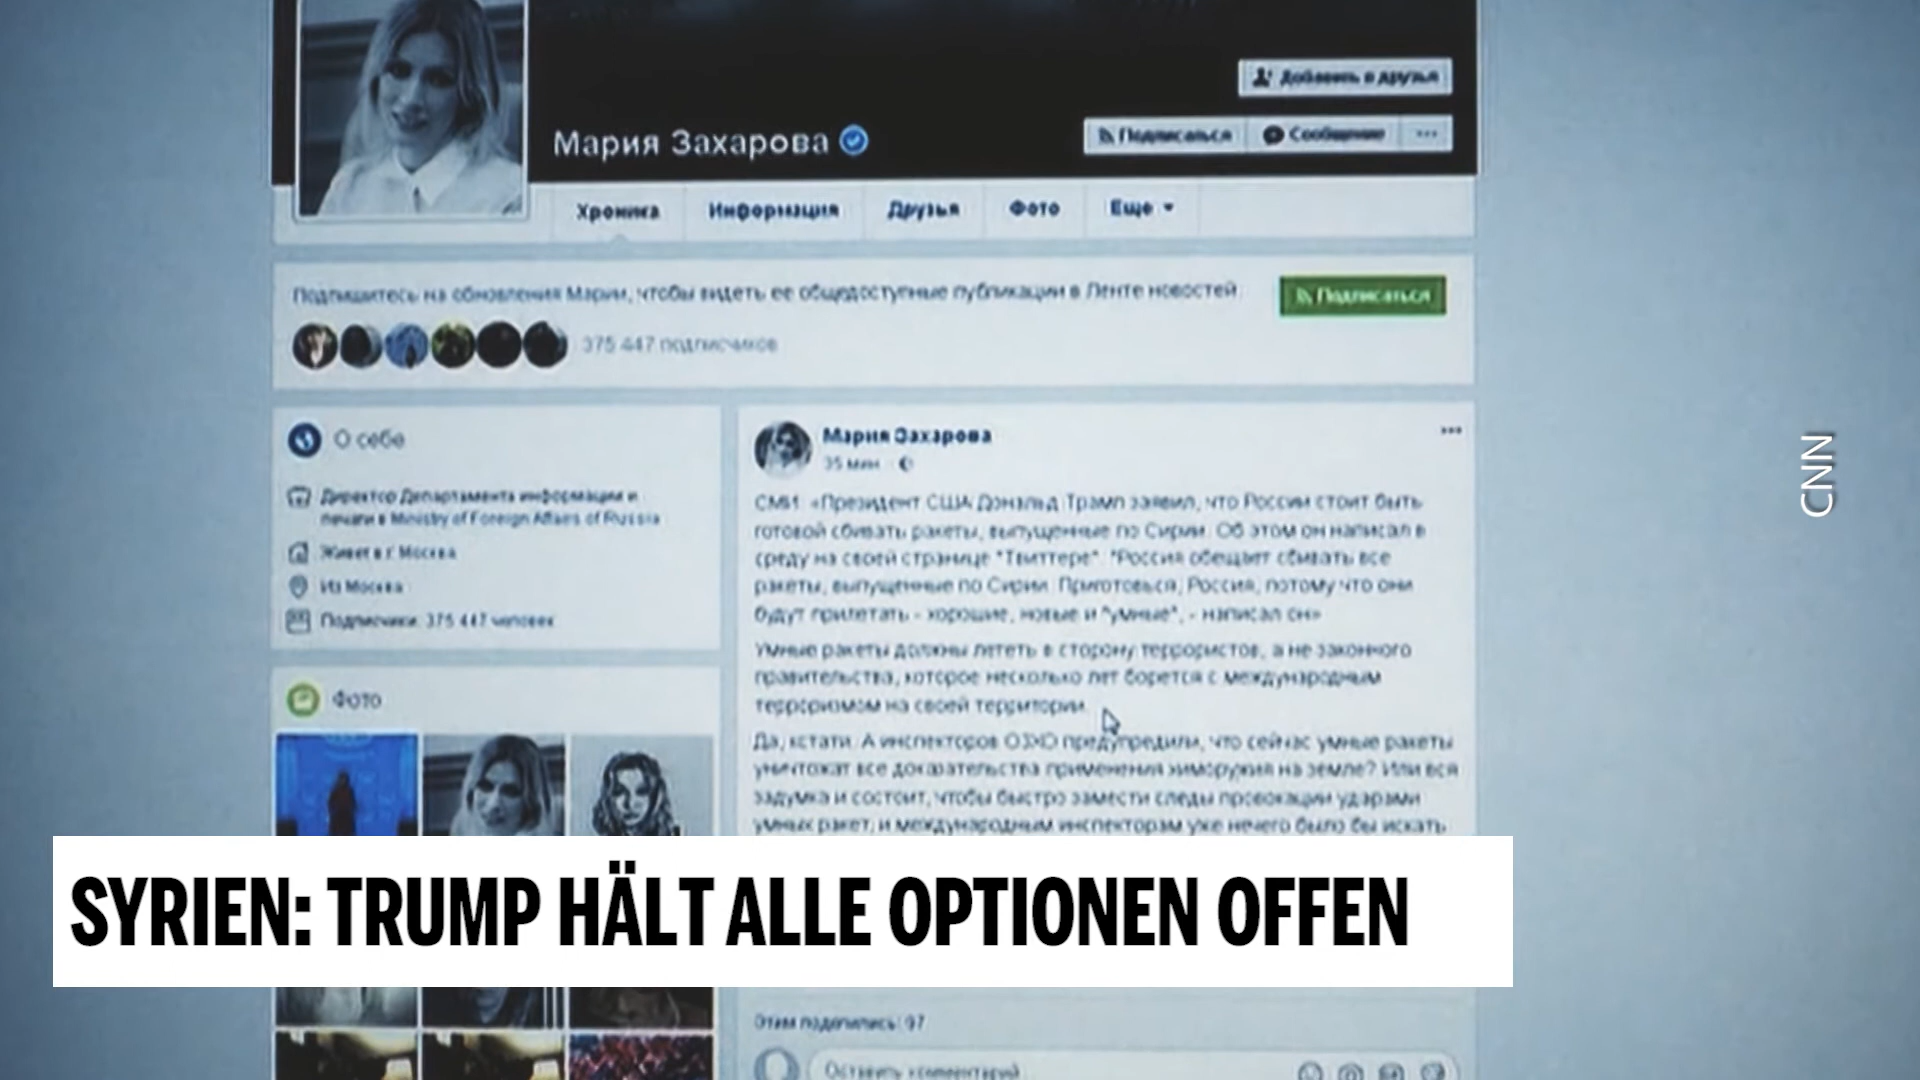 Добавить в друзья
Мария Захарова
Подписаться
Сообщение
Хроника
Информация
Друзья
Фото
Еще
Подпишитесь на обновления Марии, чтобы видеть ее общедоступные публикации в Ленте новостей.
Подписаться
375 447 подписчиков
О себе
Директор Департамента информации и
печати в Ministry of Foreign Affairs of Russia
Живет в г. Москва
Из Москва
Подписчики: 375 447 человек
Фото
Мария Захарова
35 мин
СМИ: «Президент США Дональд Трамп заявил, что России стоит быть
готовой сбивать ракеты, выпущенные по Сирии. Об этом он написал в
среду на своей странице "Твиттере". "Россия обещает сбивать все
ракеты, выпущенные по Сирии. Приготовься, Россия, потому что они
будут прилетать - хорошие, новые и "умные", - написал он»
Умные ракеты должны лететь в сторону террористов, а не законного
правительства, которое несколько лет борется с международным
терроризмом на своей территории.
Да, кстати. А инспекторов ОЗХО предупредили, что сейчас умные ракеты
уничтожат все доказательства применения химоружия на земле? Или вся
задумка и состоит, чтобы быстро замести следы провокации ударами
умных ракет, и международным инспекторам уже нечего было бы искать
SYRIEN: TRUMP HÄLT ALLE OPTIONEN OFFEN
Этим поделились: 97
Оставить комментарий
CNN